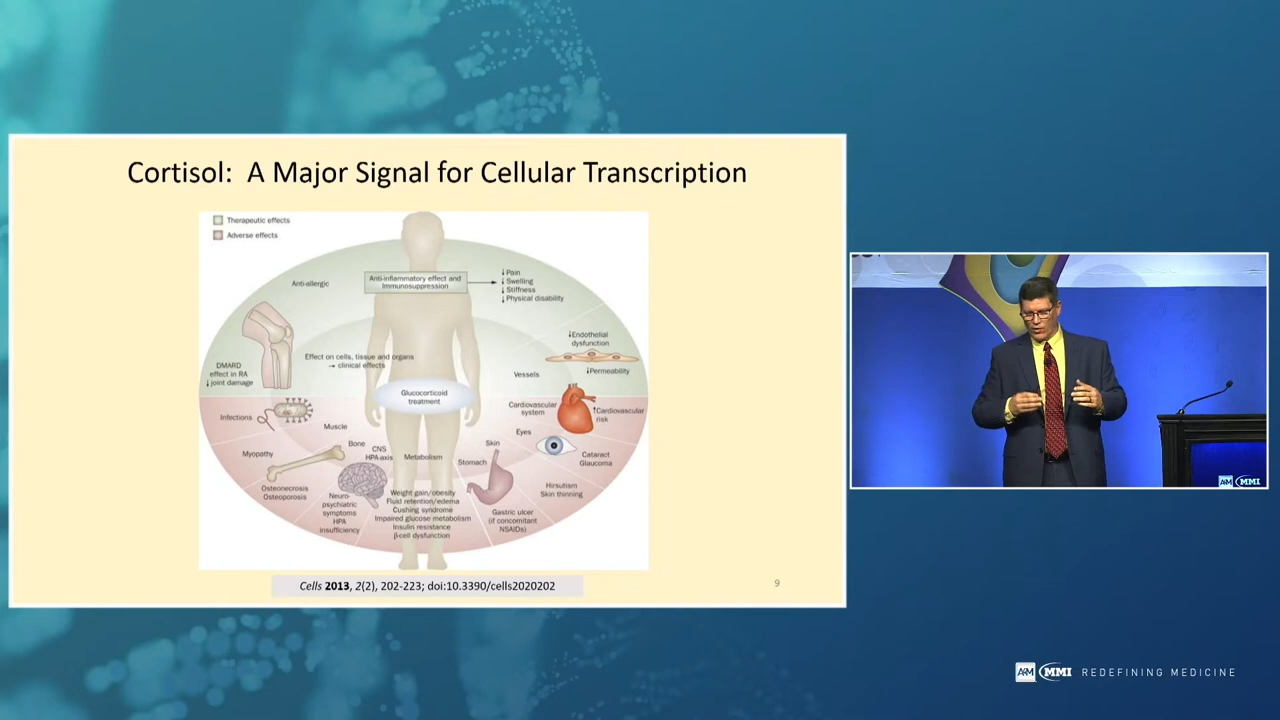 Cortisol: A Major Signal for Cellular Transcription
Therapeutic effects
Adverse effects
Anti-allergic
Anti-inflammatory effect and
Immunosuppression
↓Pain
↓Swelling
↓Stiffness
↓Physical disability
↓Endothelial
dysfunction
↓Permeability
Vessels
Effect on cells, tissue and organs
→ clinical effects
DMARD
effect in RA
↓joint damage
Glucocorticoid
treatment
Infections
Muscle
Cardiovascular
system
↑Cardiovascular
risk
Eyes
Myopathy
Bone
CNS
HPA-axis
Metabolism
Stomach
Skin
Cataract
Glaucoma
Osteonecrosis
Osteoporosis
Neuro-
psychiatric
symptoms
HPA
insufficiency
Weight gain/obesity
Fluid retention/edema
Cushing syndrome
Impaired glucose metabolism
Insulin resistance
β-cell dysfunction
Gastric ulcer
(if concomitant
NSAIDs)
Hirsutism
Skin thinning
Cells 2013, 2(2), 202-223; doi:10.3390/cells2020202
9
A4M MMI
A4M MMI REDEFINING MEDICINE